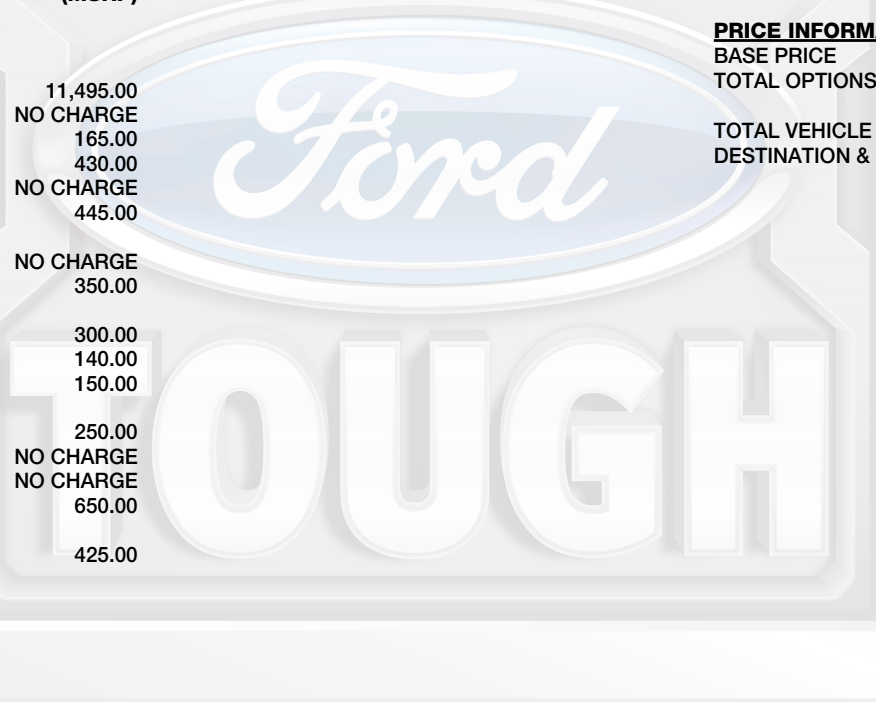 (MSRP)
11,495.00
NO CHARGE
165.00
430.00
NO CHARGE
445.00
NO CHARGE
350.00
300.00
140.00
150.00
250.00
NO CHARGE
NO CHARGE
650.00
425.00
PRICE INFORMA
BASE PRICE
TOTAL OPTIONS
TOTAL VEHICLE
DESTINATION &
Ford
TOUGH